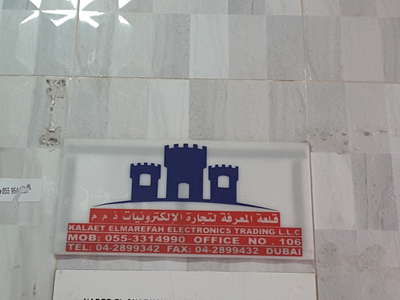 قلعة المعرفة لتجارة الالكترونيات ذ.م.م
KALAET ELMAREFAH ELECTRONICS TRADING L.L.C
MOB: 055-3314990 OFFICE NO. 106
TEL: 04-2899342 FAX: 04-2899432 DUBAI